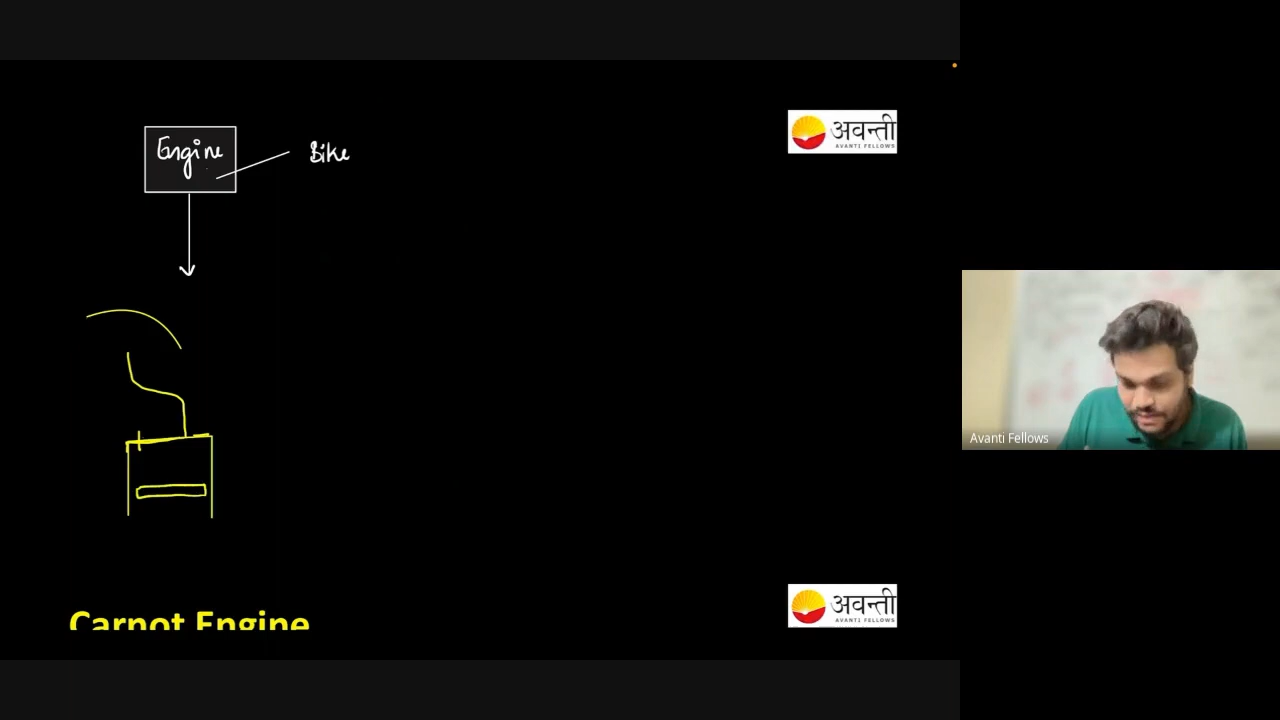 Engine
Bike
अवन्ती
AVANTI FELLOWS
Avanti Fellows
Carnot Engine
अवन्ती
AVANTI FELLOWS